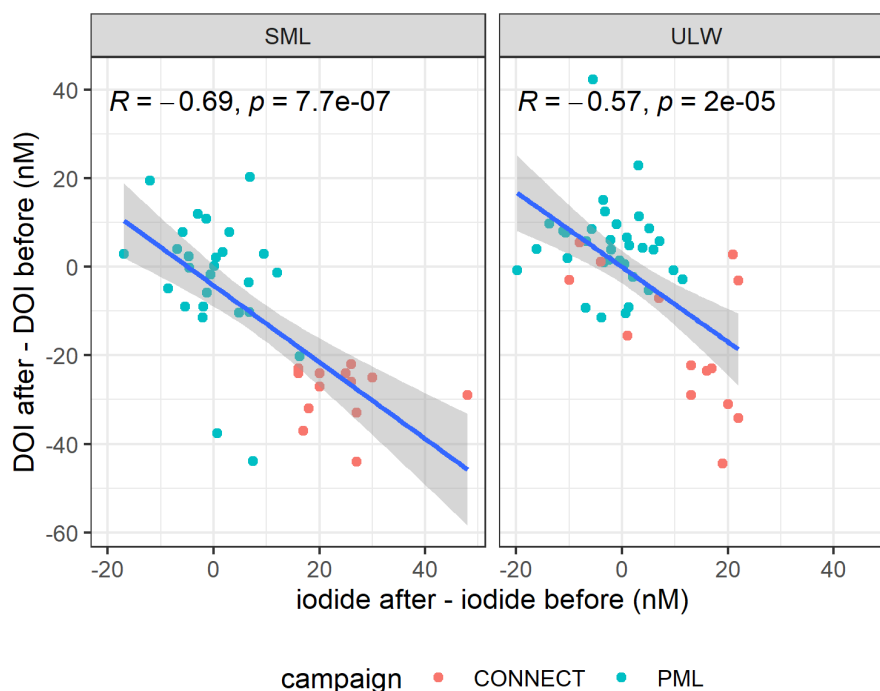 SML ULW
R = −0.69, p = 7.7e-07 R = −0.57, p = 2e-05
DOI after - DOI before (nM)
40
20
0
-20
-40
-60
-20 0 20 40 -20 0 20 40
iodide after - iodide before (nM)
campaign CONNECT PML